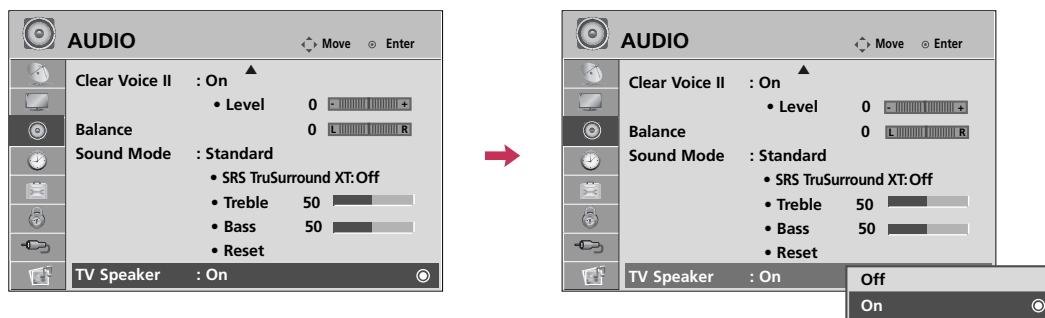 AUDIO Move Enter
Clear Voice II : On
• Level 0 - +
Balance 0 L R
Sound Mode : Standard
• SRS TruSurround XT: Off
• Treble 50
• Bass 50
• Reset
TV Speaker : On
AUDIO Move Enter
Clear Voice II : On
• Level 0 - +
Balance 0 L R
Sound Mode : Standard
• SRS TruSurround XT: Off
• Treble 50
• Bass 50
• Reset
TV Speaker : On
Off
On